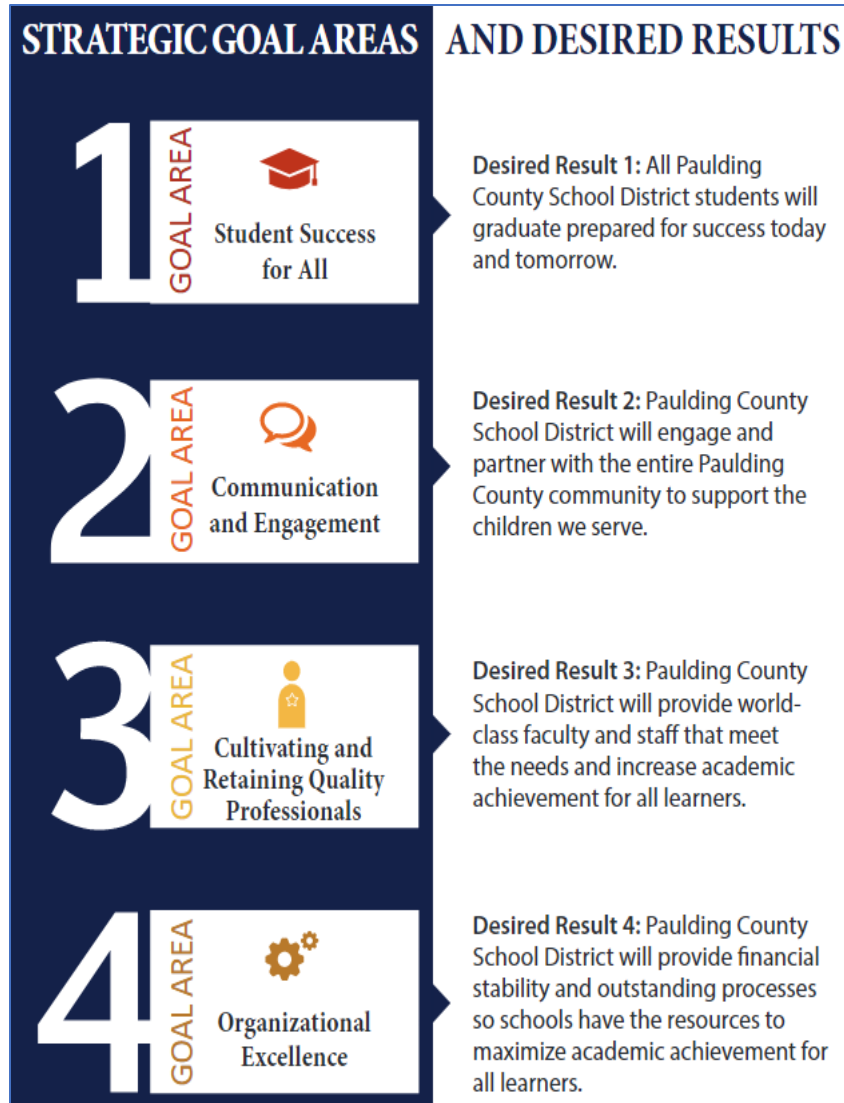 STRATEGIC GOAL AREAS AND DESIRED RESULTS
1
GOAL AREA
Student Success
for All
Desired Result 1: All Paulding
County School District students will
graduate prepared for success today
and tomorrow.
2
GOAL AREA
Communication
and Engagement
Desired Result 2: Paulding County
School District will engage and
partner with the entire Paulding
County community to support the
children we serve.
3
GOAL AREA
Cultivating and
Retaining Quality
Professionals
Desired Result 3: Paulding County
School District will provide world-
class faculty and staff that meet
the needs and increase academic
achievement for all learners.
4
GOAL AREA
Organizational
Excellence
Desired Result 4: Paulding County
School District will provide financial
stability and outstanding processes
so schools have the resources to
maximize academic achievement for
all learners.